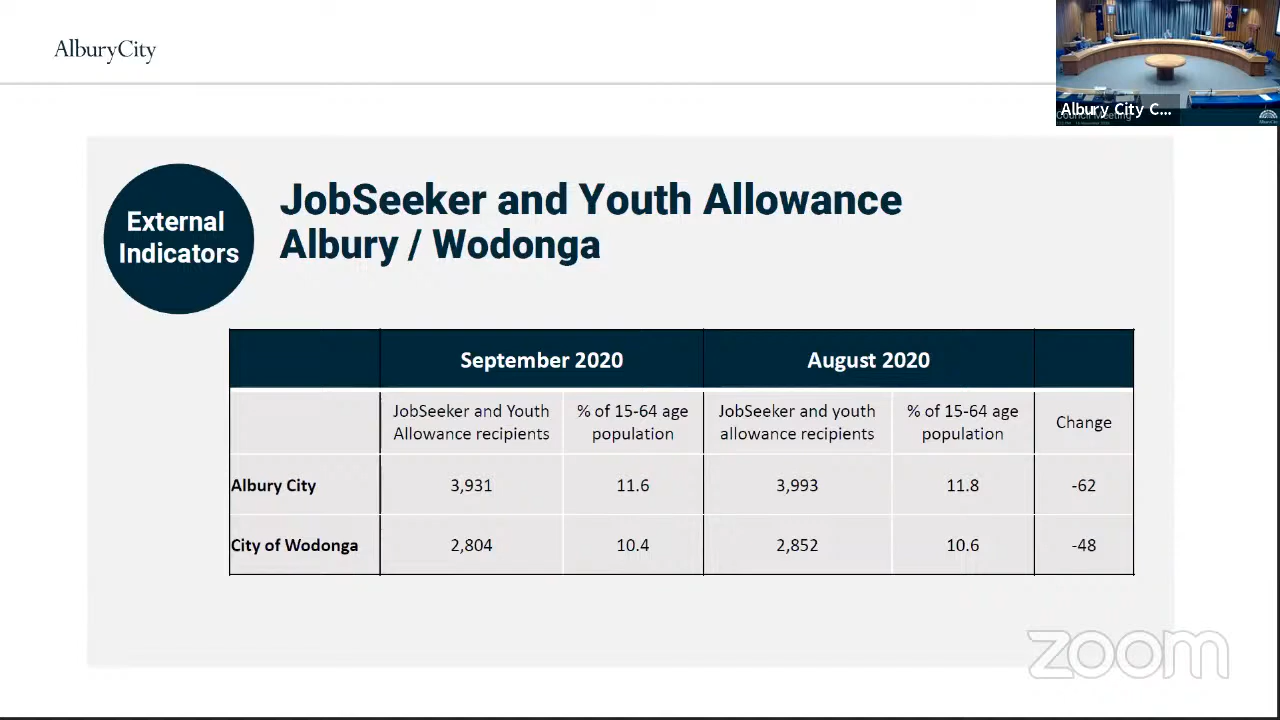 AlburyCity
Albury City C...
Council Meeting
External
Indicators
JobSeeker and Youth Allowance
Albury / Wodonga
September 2020 August 2020
JobSeeker and Youth Allowance recipients % of 15-64 age population JobSeeker and youth allowance recipients % of 15-64 age population Change
Albury City 3,931 11.6 3,993 11.8 -62
City of Wodonga 2,804 10.4 2,852 10.6 -48
zoom